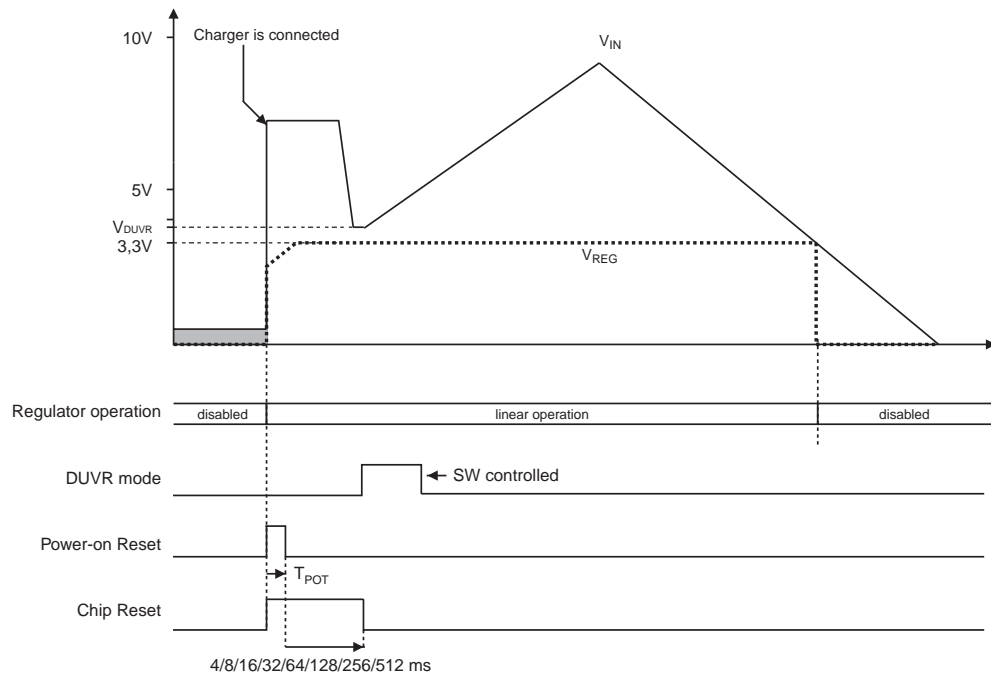 10V
Charger is connected
VIN
5V
VDUVR
3,3V
VREG
Regulator operation
disabled
linear operation
disabled
DUVR mode
SW controlled
Power-on Reset
TPOT
Chip Reset
4/8/16/32/64/128/256/512 ms